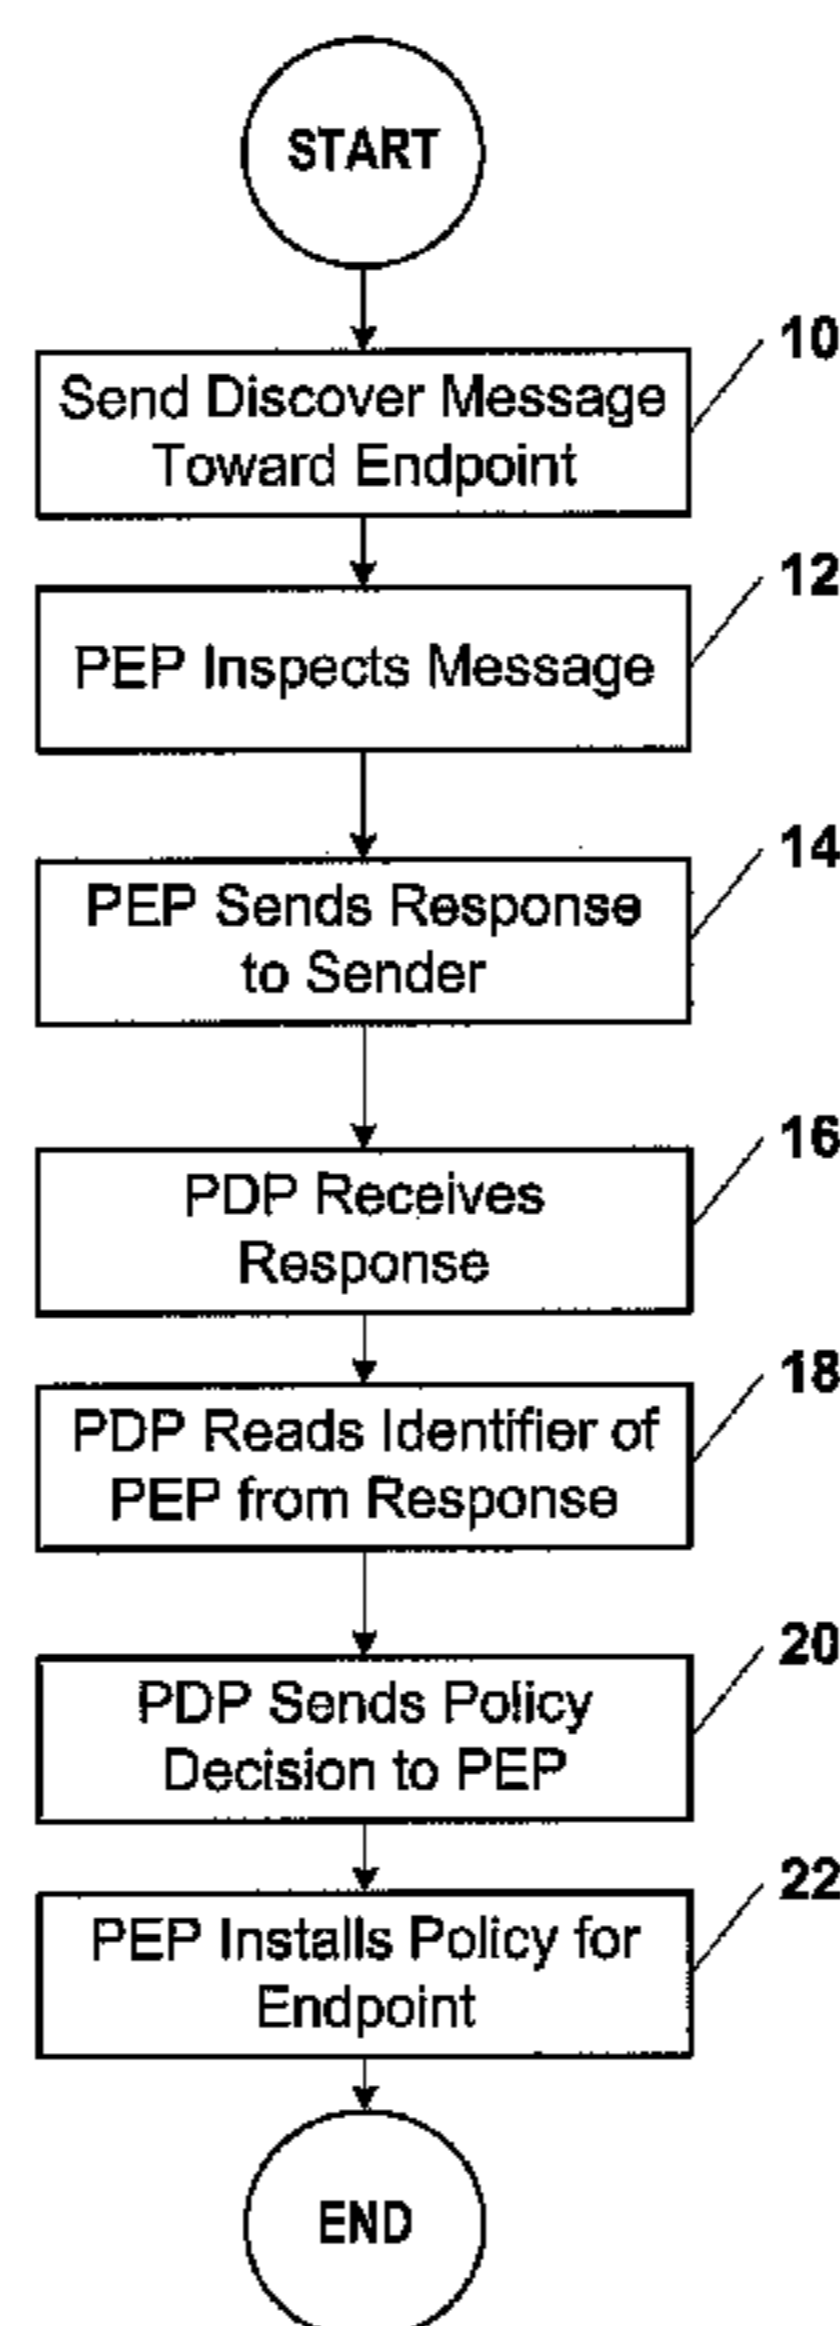 START
10
Send Discover Message
Toward Endpoint
12
PEP Inspects Message
14
PEP Sends Response
to Sender
16
PDP Receives
Response
18
PDP Reads Identifier of
PEP from Response
20
PDP Sends Policy
Decision to PEP
22
PEP Installs Policy for
Endpoint
END